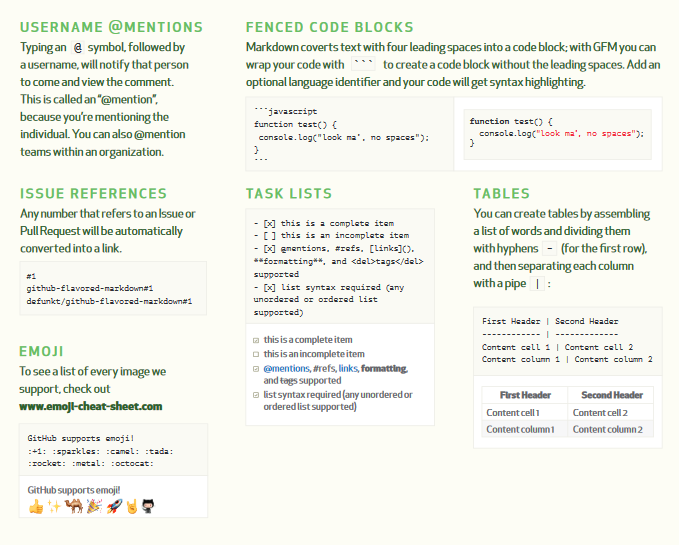 USERNAME @MENTIONS
Typing an @ symbol, followed by
a username, will notify that person
to come and view the comment.
This is called an “@mention”,
because you’re mentioning the
individual. You can also @mention
teams within an organization.
FENCED CODE BLOCKS
Markdown coverts text with four leading spaces into a code block; with GFM you can
wrap your code with ``` to create a code block without the leading spaces. Add an
optional language identifier and your code will get syntax highlighting.
```javascript
function test() {
 console.log("look ma’, no spaces");
}
```
function test() {
  console.log("look ma’, no spaces");
}
ISSUE REFERENCES
Any number that refers to an Issue or
Pull Request will be automatically
converted into a link.
#1
github-flavored-markdown#1
defunkt/github-flavored-markdown#1
EMOJI
To see a list of every image we
support, check out
www.emoji-cheat-sheet.com
GitHub supports emoji!
:+1: :sparkles: :camel: :tada:
:rocket: :metal: :octocat:
GitHub supports emoji!
TASK LISTS
- [x] this is a complete item
- [ ] this is an incomplete item
- [x] @mentions, #refs, [links](),
**formatting**, and <del>tags</del>
supported
- [x] list syntax required (any
unordered or ordered list
supported)
this is a complete item
this is an incomplete item
@mentions, #refs, links, formatting,
and tags supported
list syntax required (any unordered or
ordered list supported)
TABLES
You can create tables by assembling
a list of words and dividing them
with hyphens - (for the first row),
and then separating each column
with a pipe | :
First Header | Second Header
------------ | -------------
Content cell 1 | Content cell 2
Content column 1 | Content column 2
First Header Second Header
Content cell 1 Content cell 2
Content column 1 Content column 2